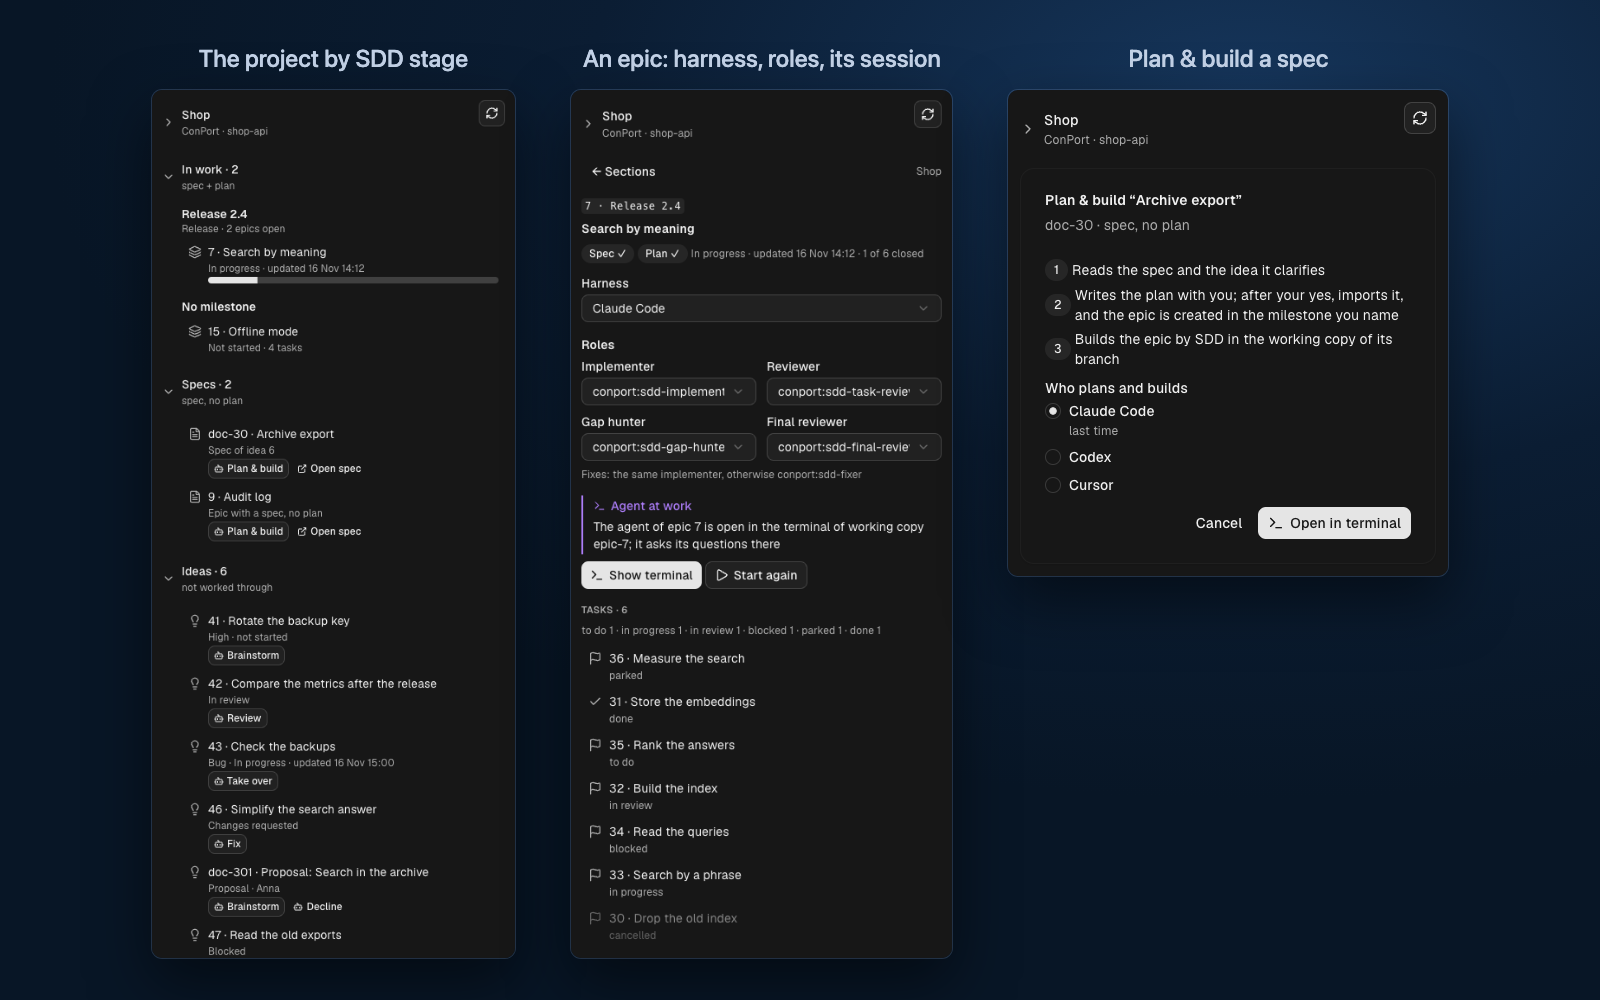 The project by SDD stage
Shop
ConPort · shop-api
In work · 2
spec + plan
Release 2.4
Release · 2 epics open
7 · Search by meaning
In progress · updated 16 Nov 14:12
No milestone
15 · Offline mode
Not started · 4 tasks
Specs · 2
spec, no plan
doc-30 · Archive export
Spec of idea 6
Plan & build
Open spec
9 · Audit log
Epic with a spec, no plan
Plan & build
Open spec
Ideas · 6
not worked through
41 · Rotate the backup key
High · not started
Brainstorm
42 · Compare the metrics after the release
In review
Review
43 · Check the backups
Bug · In progress · updated 16 Nov 15:00
Take over
46 · Simplify the search answer
Changes requested
Fix
doc-301 · Proposal: Search in the archive
Proposal · Anna
Brainstorm
Decline
47 · Read the old exports
Blocked
An epic: harness, roles, its session
Shop
ConPort · shop-api
← Sections
Shop
7 · Release 2.4
Search by meaning
Spec ✓
Plan ✓
In progress · updated 16 Nov 14:12 · 1 of 6 closed
Harness
Claude Code
Roles
Implementer
Reviewer
conport:sdd-implement
conport:sdd-task-review
Gap hunter
Final reviewer
conport:sdd-gap-hunte
conport:sdd-final-review
Fixes: the same implementer, otherwise conport:sdd-fixer
Agent at work
The agent of epic 7 is open in the terminal of working copy
epic-7; it asks its questions there
Show terminal
Start again
TASKS · 6
to do 1 · in progress 1 · in review 1 · blocked 1 · parked 1 · done 1
36 · Measure the search
parked
31 · Store the embeddings
done
35 · Rank the answers
to do
32 · Build the index
in review
34 · Read the queries
blocked
33 · Search by a phrase
in progress
30 · Drop the old index
cancelled
Plan & build a spec
Shop
ConPort · shop-api
Plan & build “Archive export”
doc-30 · spec, no plan
1 Reads the spec and the idea it clarifies
2 Writes the plan with you; after your yes, imports it,
and the epic is created in the milestone you name
3 Builds the epic by SDD in the working copy of its
branch
Who plans and builds
Claude Code
last time
Codex
Cursor
Cancel
Open in terminal